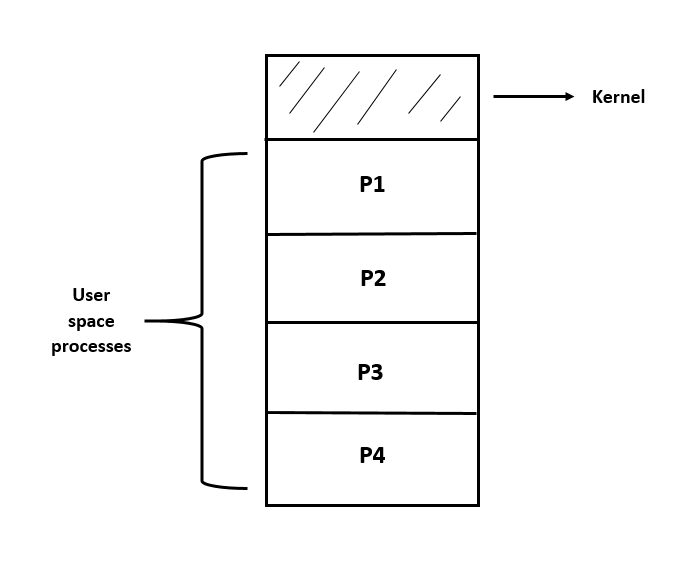 Kernel
P1
P2
User
space
processes
P3
P4